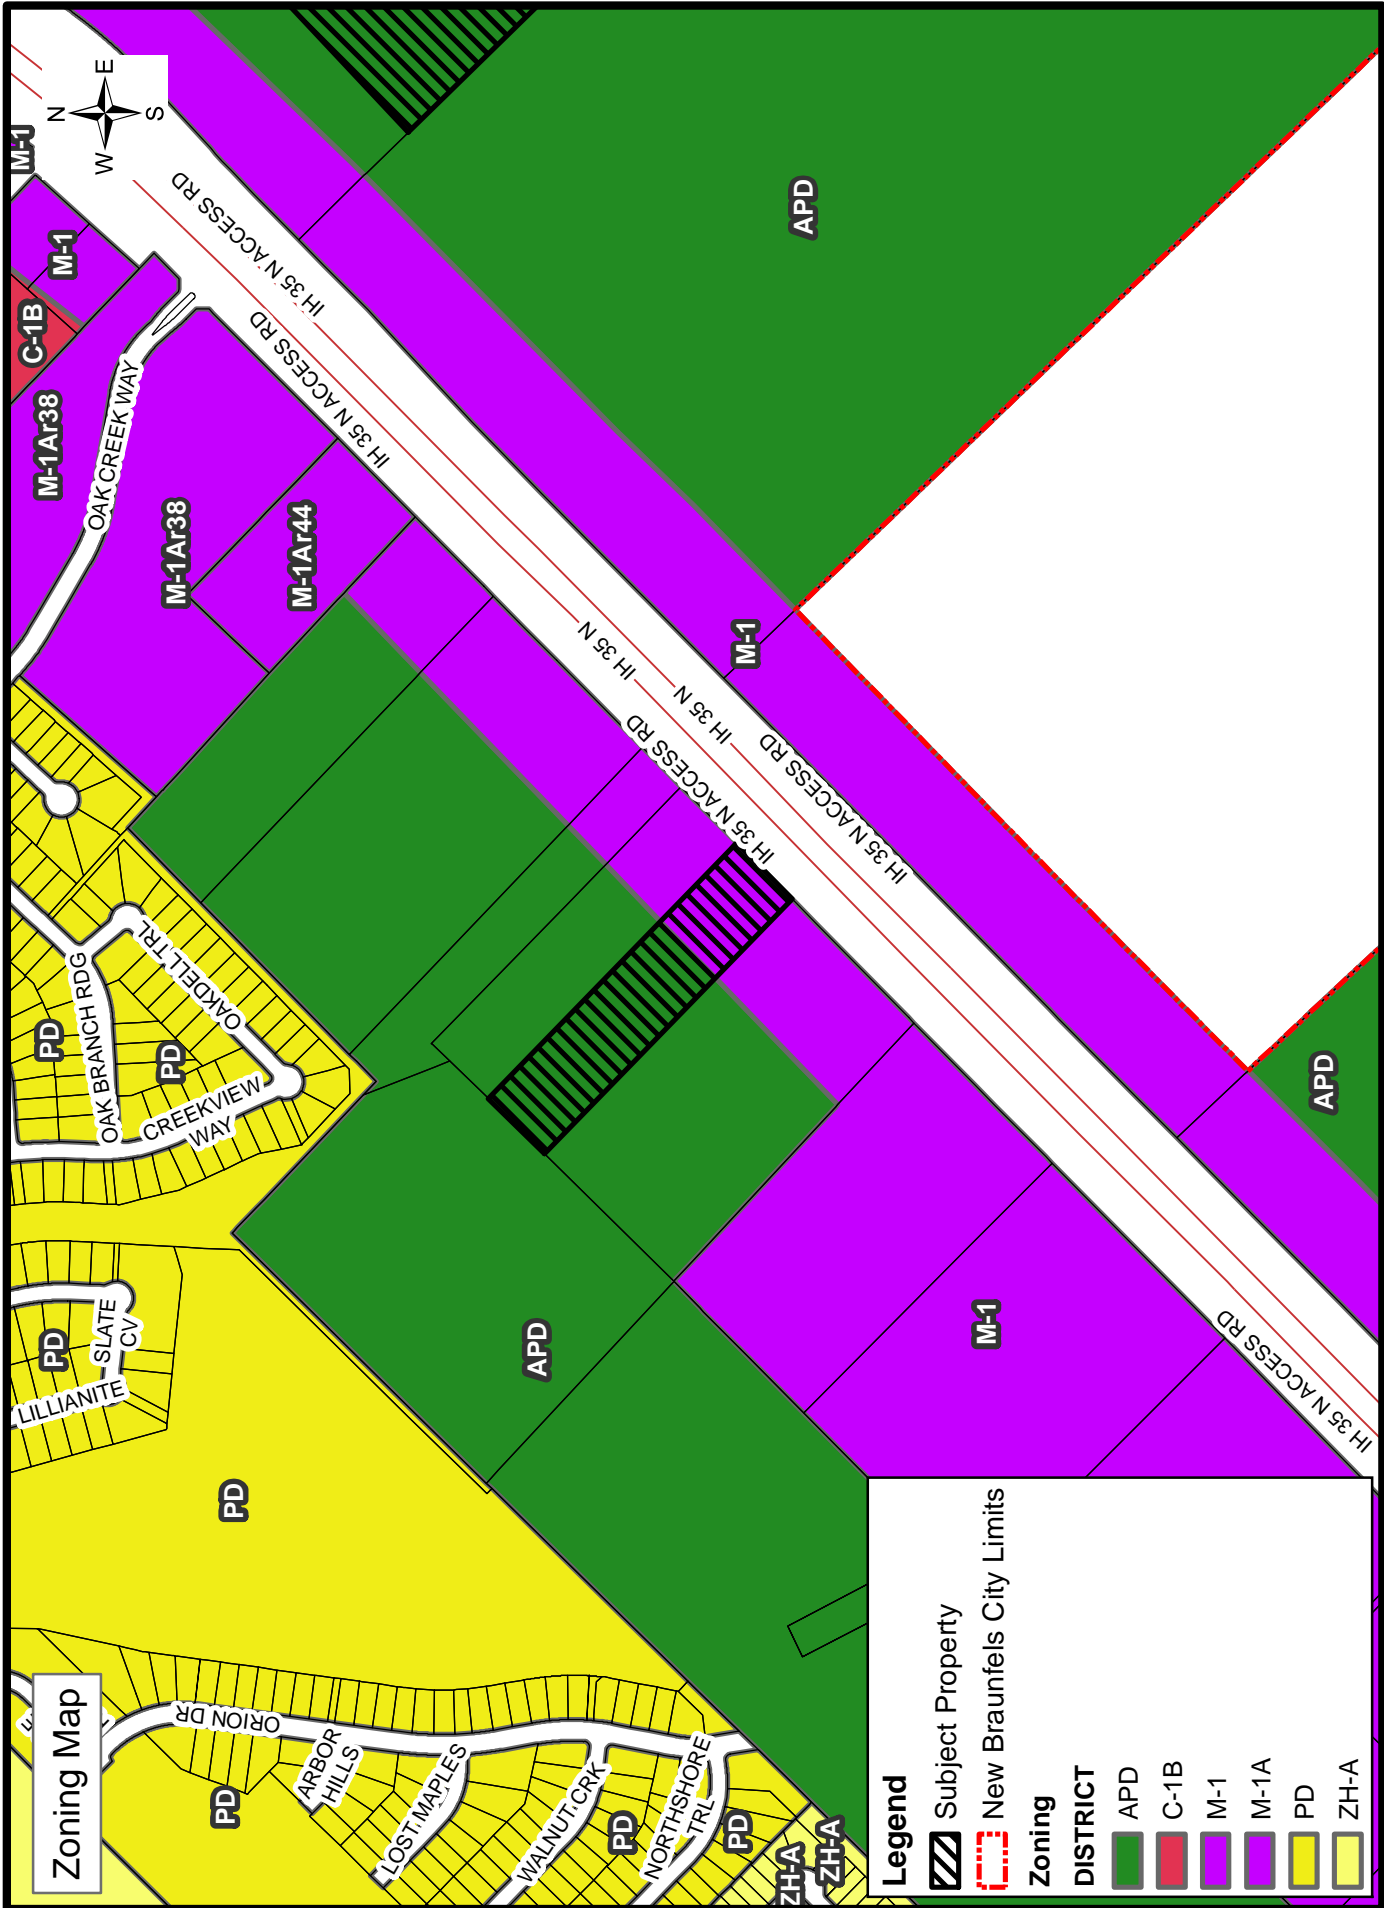 Zoning Map
N
W
E
S
M-1
M-1
C-1B
M-1Ar38
OAK CREEK WAY
M-1Ar38
M-1Ar44
IH 35 N ACCESS RD
IH 35 N ACCESS RD
APD
IH 35 N
IH 35 N
M-1
IH 35 N ACCESS RD
IH 35 N ACCESS RD
OAKDELL TRL
OAK BRANCH RDG
PD
PD
CREEKVIEW
WAY
SLATE
CV
PD
LILLIANITE
PD
APD
M-1
APD
IH 35 N ACCESS RD
ORION DR
ARBOR
HILLS
PD
LOST MAPLES
WALNUT CRK
PD
NORTHSHORE
TRL
PD
ZH-A
ZH-A
Legend
Subject Property
New Braunfels City Limits
Zoning
DISTRICT
APD
C-1B
M-1
M-1A
PD
ZH-A